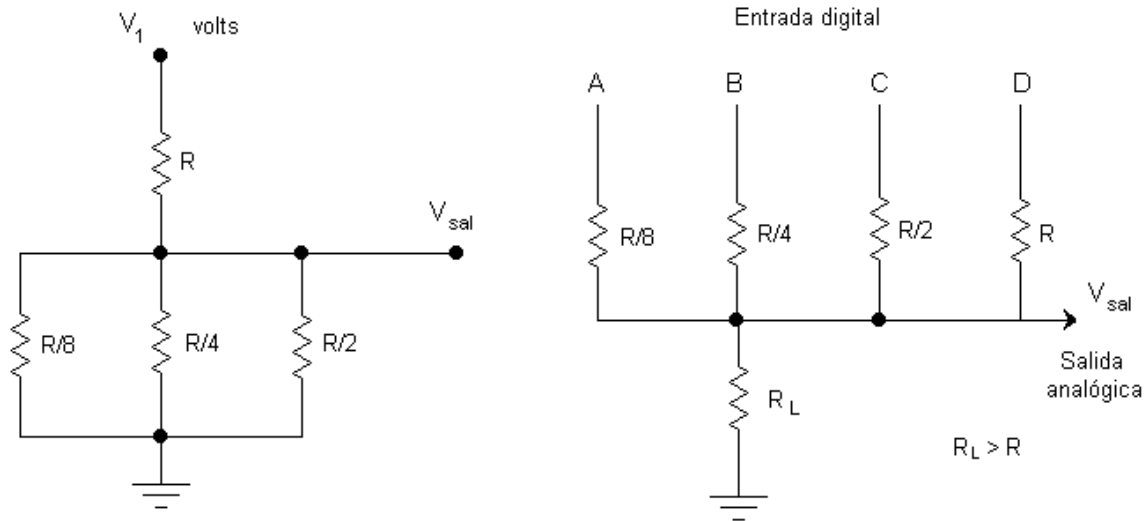 V1 volts
R
Vsal
R/8
R/4
R/2
Entrada digital
A B C D
R/8
R/4
R/2
R
Vsal
Salida
analógica
RL
RL > R